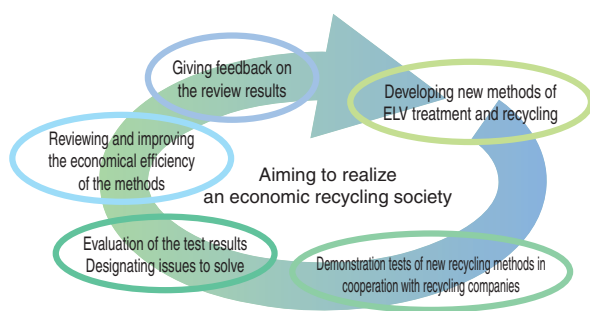 Giving feedback on
the review results
Developing new methods of
ELV treatment and recycling
Reviewing and improving
the economical efficiency
of the methods
Aiming to realize
an economic recycling society
Evaluation of the test results
Designating issues to solve
Demonstration tests of new recycling methods in
cooperation with recycling companies